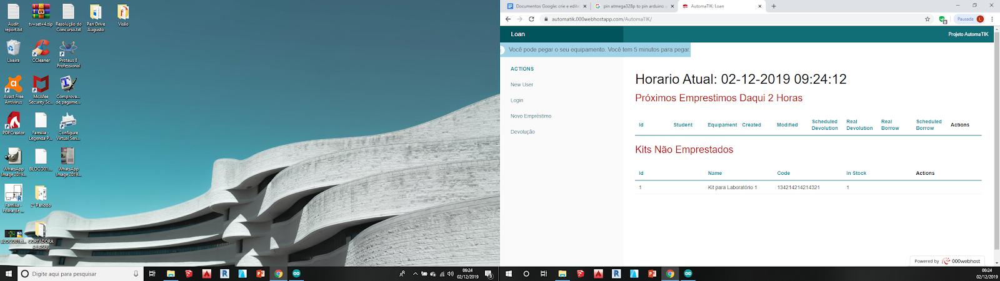 Audit
report.txt
tv+set+4.zip
Resolução do
Concurso.txt
Pen Drive
Augusto
Visão
Lixeira
CCleaner
Proteus 8
Professional
Avast Free
Antivirus
McAfee
Security Sc...
Comprova...
de pagame...
PDFCreator
Família -
Legenda P...
Configure
Virtual Seri...
WhatsApp
Image 2019...
BLOCO01i...
WhatsApp
Image 2019...
Família -
Folha de ...
2° Período
CORTADORA
A LASER
Digite aqui para pesquisar
06:24
02/12/2019
3
Documentos Google: crie e edite
pin atmega328p to pin arduino u
AutomaTIK: Loan
automatik.000webhostapp.com/AutomaTIK/
Pausada
L
Loan
Projeto AutomaTIK
Você pode pegar o seu equipamento. Você tem 5 minutos para pegar.
ACTIONS
New User
Login
Novo Empréstimo
Devolução
Horario Atual: 02-12-2019 09:24:12
Próximos Emprestimos Daqui 2 Horas
Id Student Equipament Created Modified Scheduled Devolution Real Devolution Real Borrow Scheduled Borrow Actions
Kits Não Emprestados
Id Name Code In Stock Actions
1 Kit para Laboratório 1 134214214214321 1
Powered by 000webhost
06:24
02/12/2019